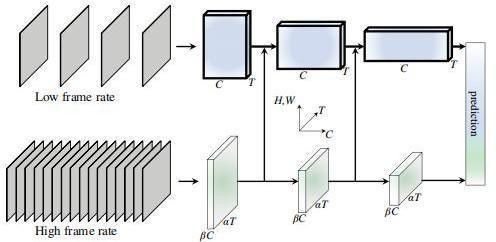 C
T
C
T
C
T
Low frame rate
H,W
T
C
prediction
αT
βC
αT
βC
αT
βC
High frame rate